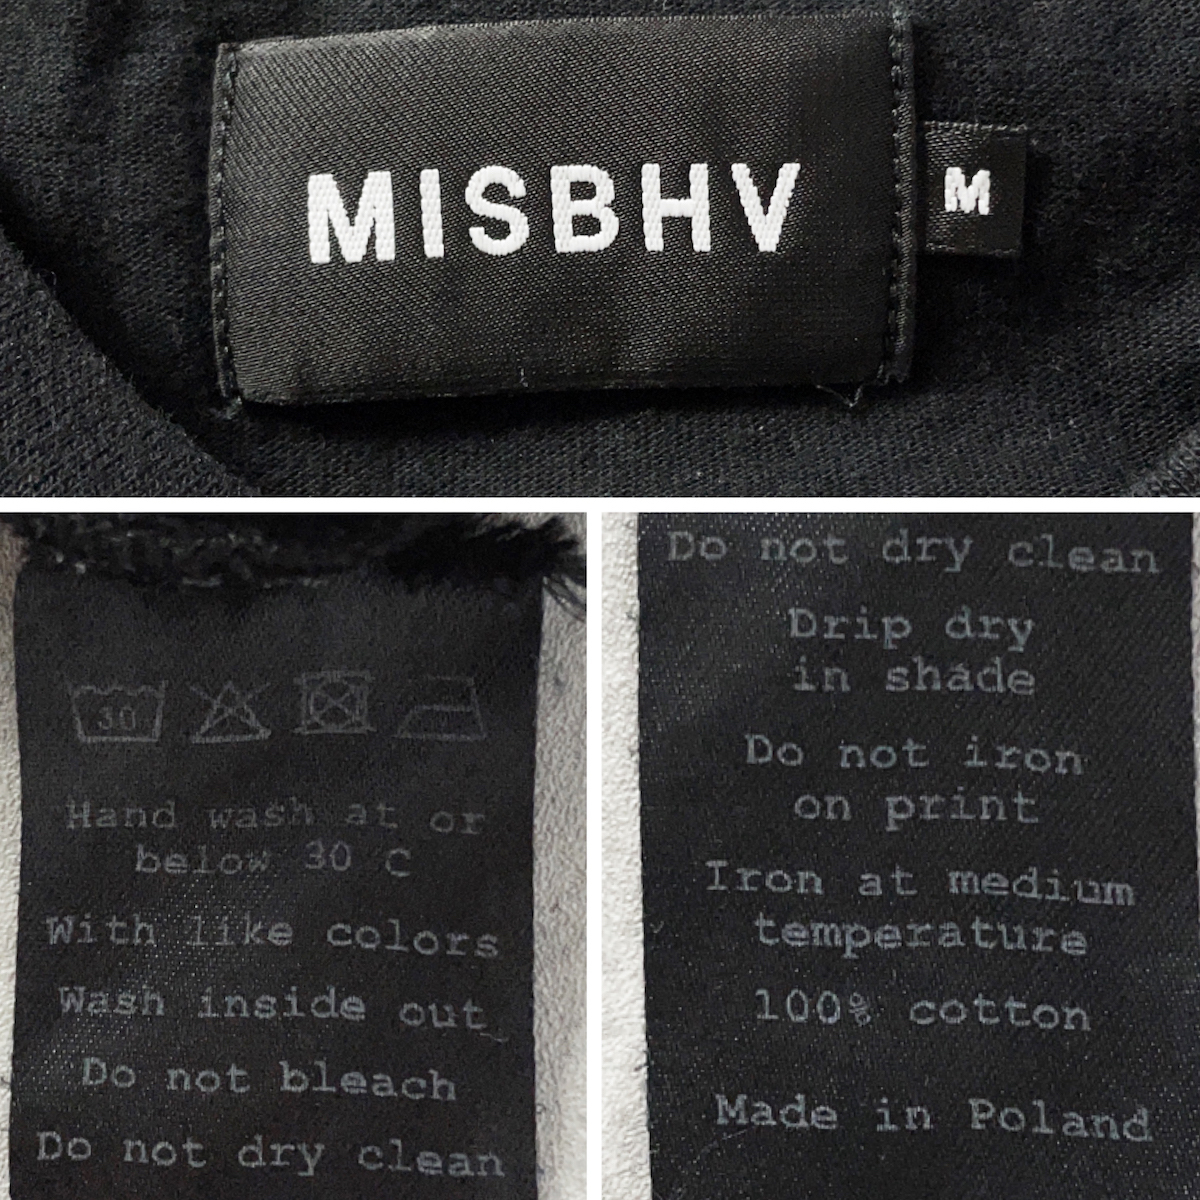 MISBHV
M
30
Hand wash at or
below 30 C
With like colors
Wash inside out
Do not bleach
Do not dry clean
Do not dry clean
Drip dry
in shade
Do not iron
on print
Iron at medium
temperature
100% cotton
Made in Poland